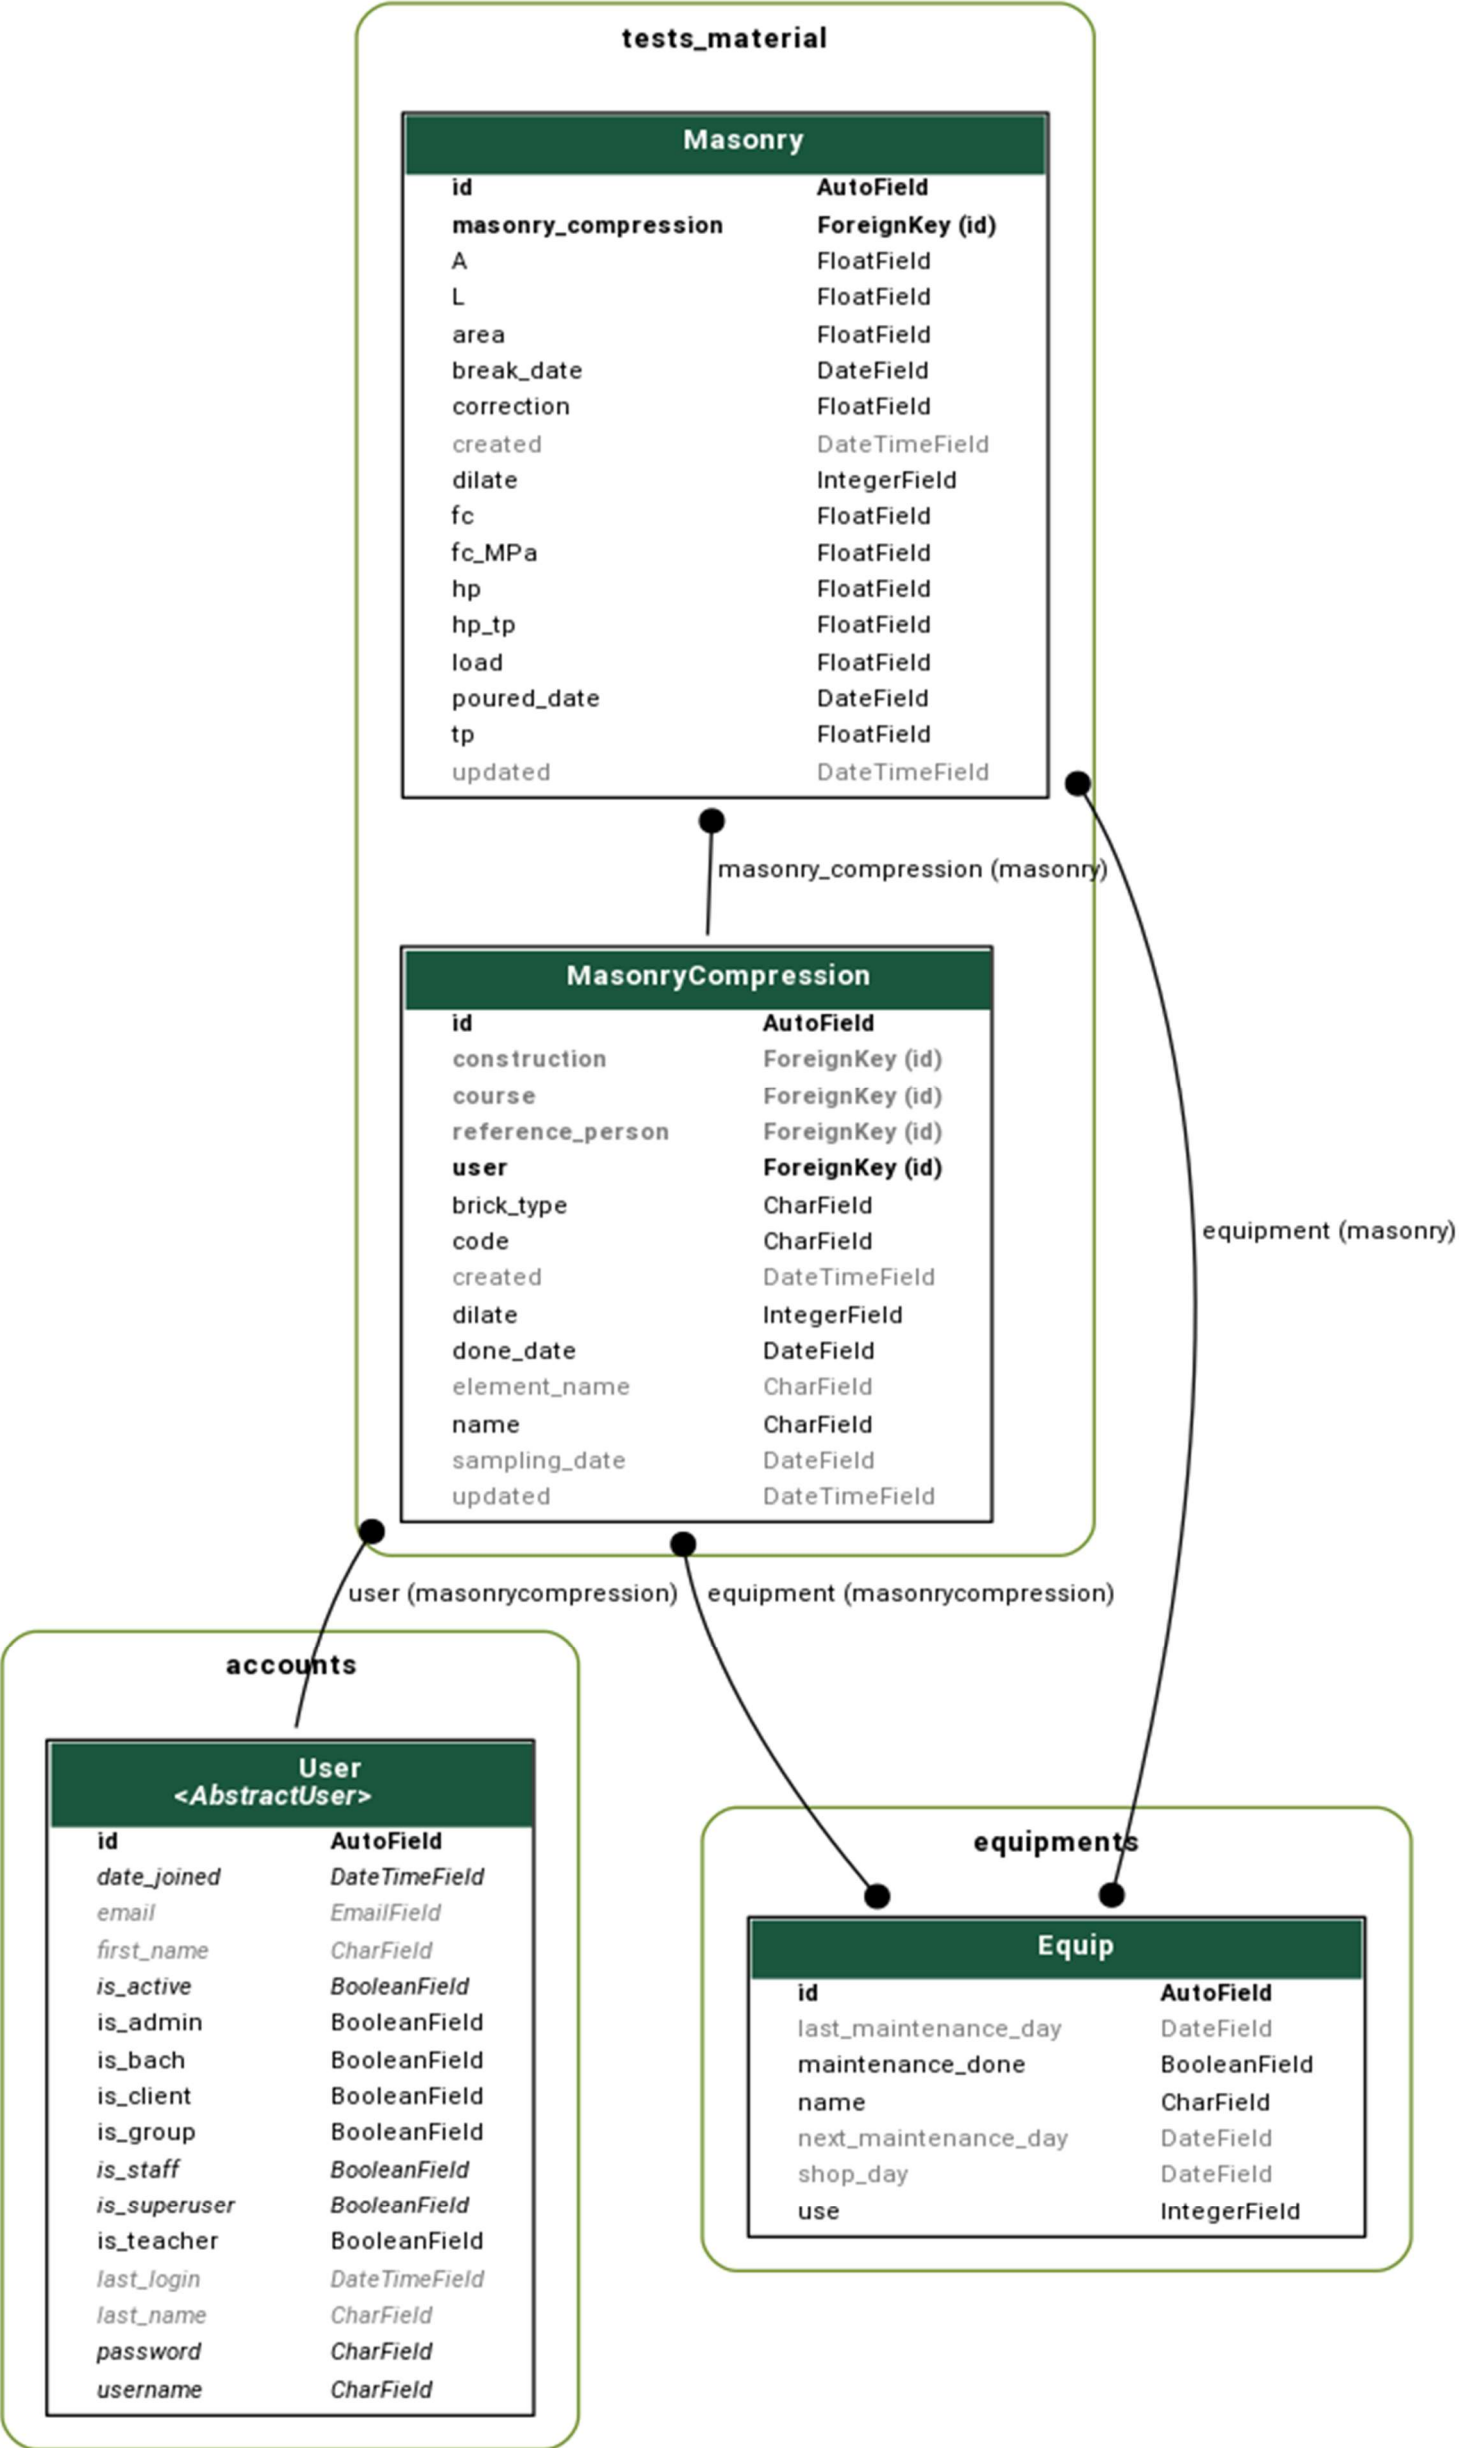 tests_material
Masonry
id AutoField
masonry_compression ForeignKey (id)
A FloatField
L FloatField
area FloatField
break_date DateField
correction FloatField
created DateTimeField
dilate IntegerField
fc FloatField
fc_MPa FloatField
hp FloatField
hp_tp FloatField
load FloatField
poured_date DateField
tp FloatField
updated DateTimeField
masonry_compression (masonry)
MasonryCompression
id AutoField
construction ForeignKey (id)
course ForeignKey (id)
reference_person ForeignKey (id)
user ForeignKey (id)
brick_type CharField
code CharField
created DateTimeField
dilate IntegerField
done_date DateField
element_name CharField
name CharField
sampling_date DateField
updated DateTimeField
equipment (masonry)
user (masonrycompression)
equipment (masonrycompression)
accounts
User
<AbstractUser>
id AutoField
date_joined DateTimeField
email EmailField
first_name CharField
is_active BooleanField
is_admin BooleanField
is_bach BooleanField
is_client BooleanField
is_group BooleanField
is_staff BooleanField
is_superuser BooleanField
is_teacher BooleanField
last_login DateTimeField
last_name CharField
password CharField
username CharField
equipments
Equip
id AutoField
last_maintenance_day DateField
maintenance_done BooleanField
name CharField
next_maintenance_day DateField
shop_day DateField
use IntegerField